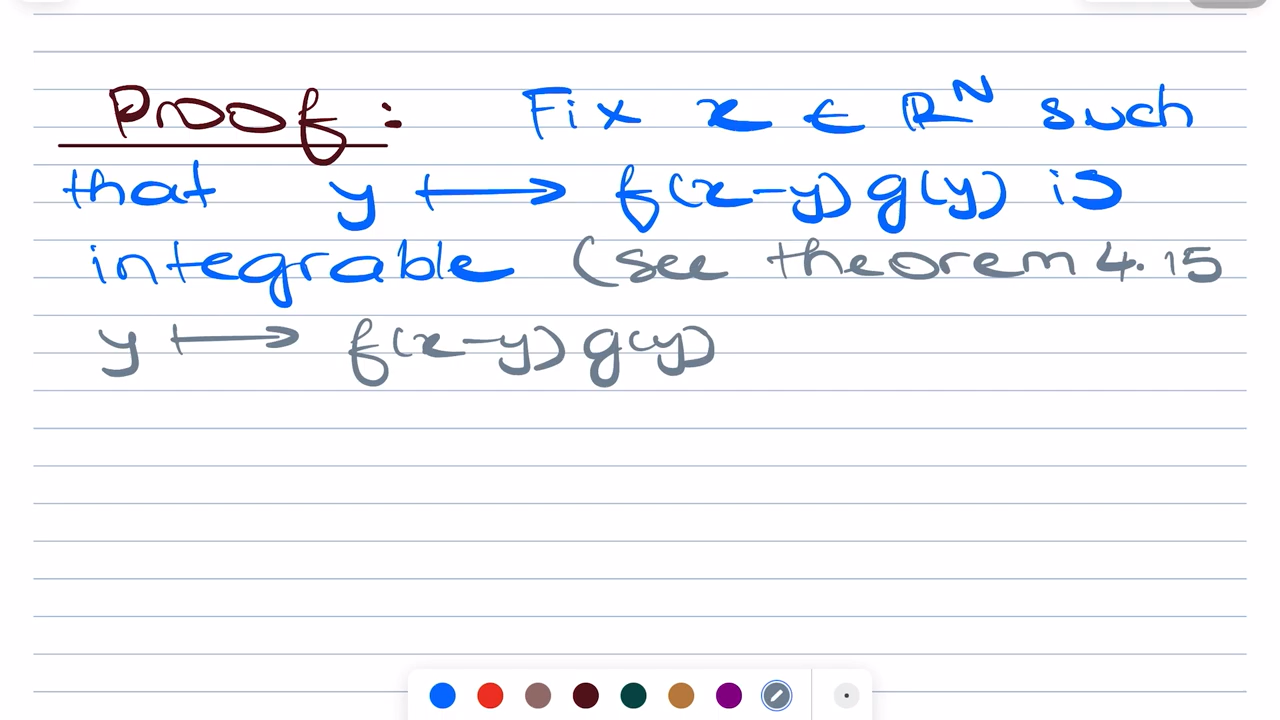 Proof : Fix x ∈ ℝ^N such
that y ⟼ f(x-y) g(y) is
integrable (see theorem 4.15
y ⟼ f(x-y) g(y)